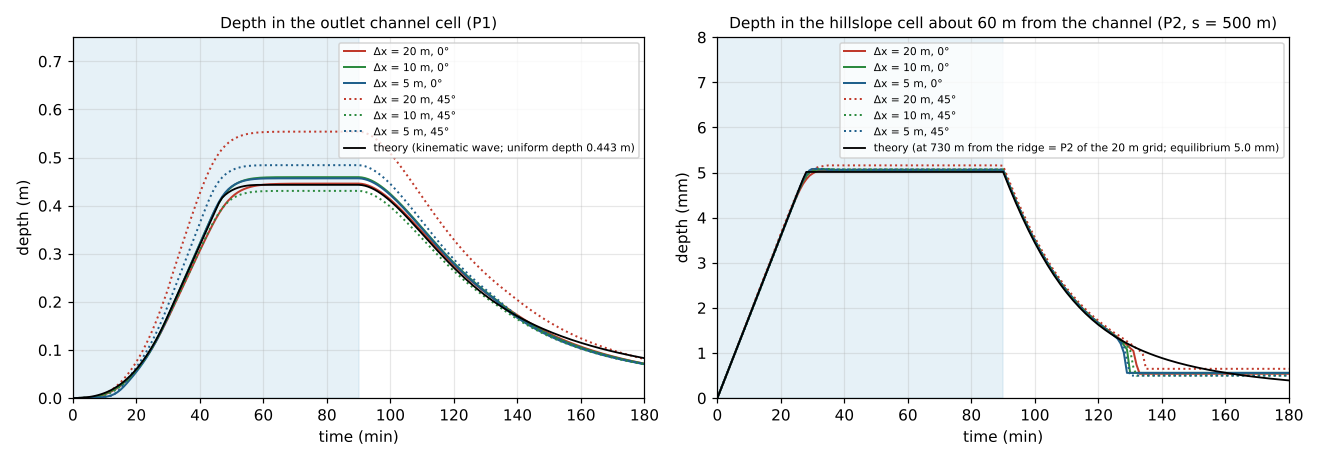 Depth in the outlet channel cell (P1)
depth (m)
0.7
0.6
0.5
0.4
0.3
0.2
0.1
0.0
0 20 40 60 80 100 120 140 160 180
time (min)
Δx = 20 m, 0°
Δx = 10 m, 0°
Δx = 5 m, 0°
Δx = 20 m, 45°
Δx = 10 m, 45°
Δx = 5 m, 45°
theory (kinematic wave; uniform depth 0.443 m)
Depth in the hillslope cell about 60 m from the channel (P2, s = 500 m)
depth (mm)
8
7
6
5
4
3
2
1
0
0 20 40 60 80 100 120 140 160 180
time (min)
Δx = 20 m, 0°
Δx = 10 m, 0°
Δx = 5 m, 0°
Δx = 20 m, 45°
Δx = 10 m, 45°
Δx = 5 m, 45°
theory (at 730 m from the ridge = P2 of the 20 m grid; equilibrium 5.0 mm)